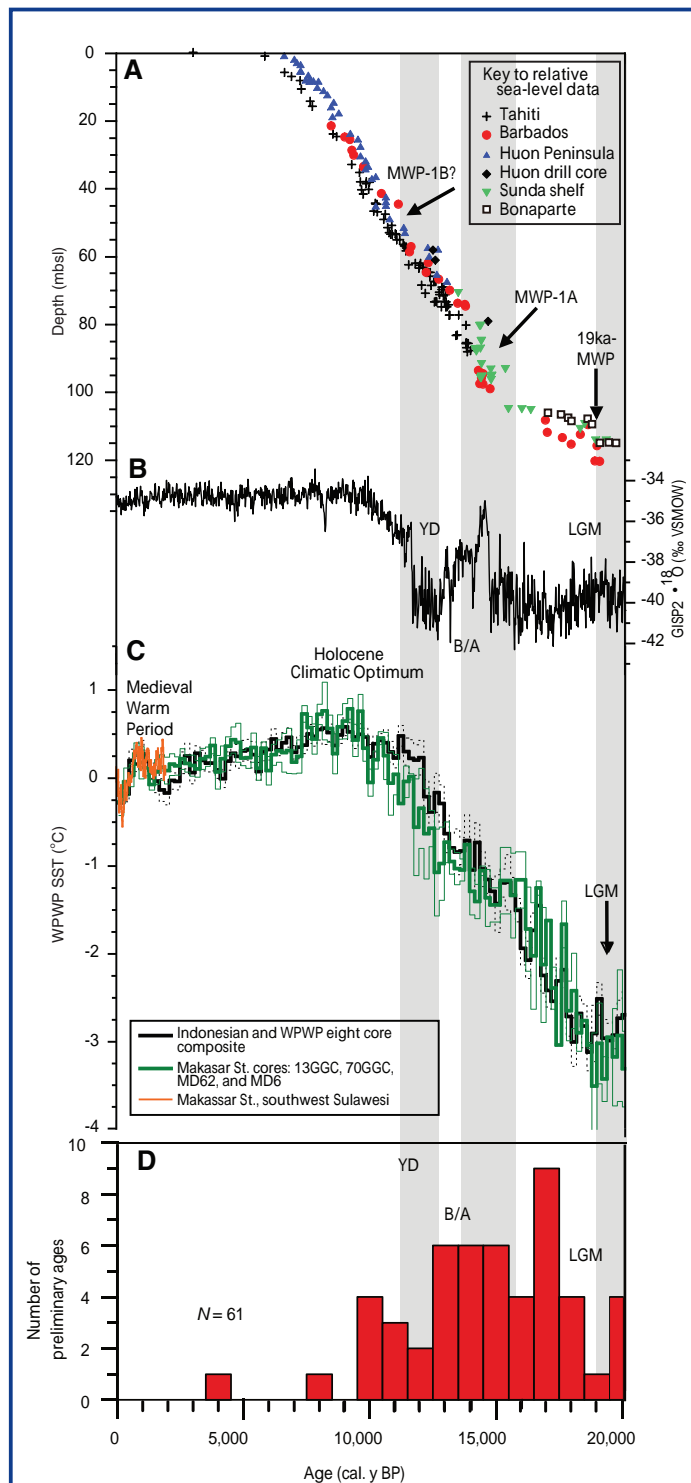 A
0
20
40
60
80
100
120
Depth (mbsl)
Key to relative
sea-level data
Tahiti
Barbados
Huon Peninsula
Huon drill core
Sunda shelf
Bonaparte
MWP-1B?
MWP-1A
19ka-
MWP
B
-34
-36
-38
-40
-42
GISP2 • 18O (‰ VSMOW)
YD
LGM
B/A
C
Holocene
Climatic Optimum
Medieval
Warm
Period
1
0
-1
-2
-3
-4
WPWP SST (°C)
LGM
Indonesian and WPWP eight core
composite
Makasar St. cores: 13GGC, 70GGC,
MD62, and MD6
Makassar St., southwest Sulawesi
D
10
8
6
4
2
0
Number of
preliminary ages
YD
B/A
LGM
N = 61
0
5,000
10,000
15,000
20,000
Age (cal. y BP)